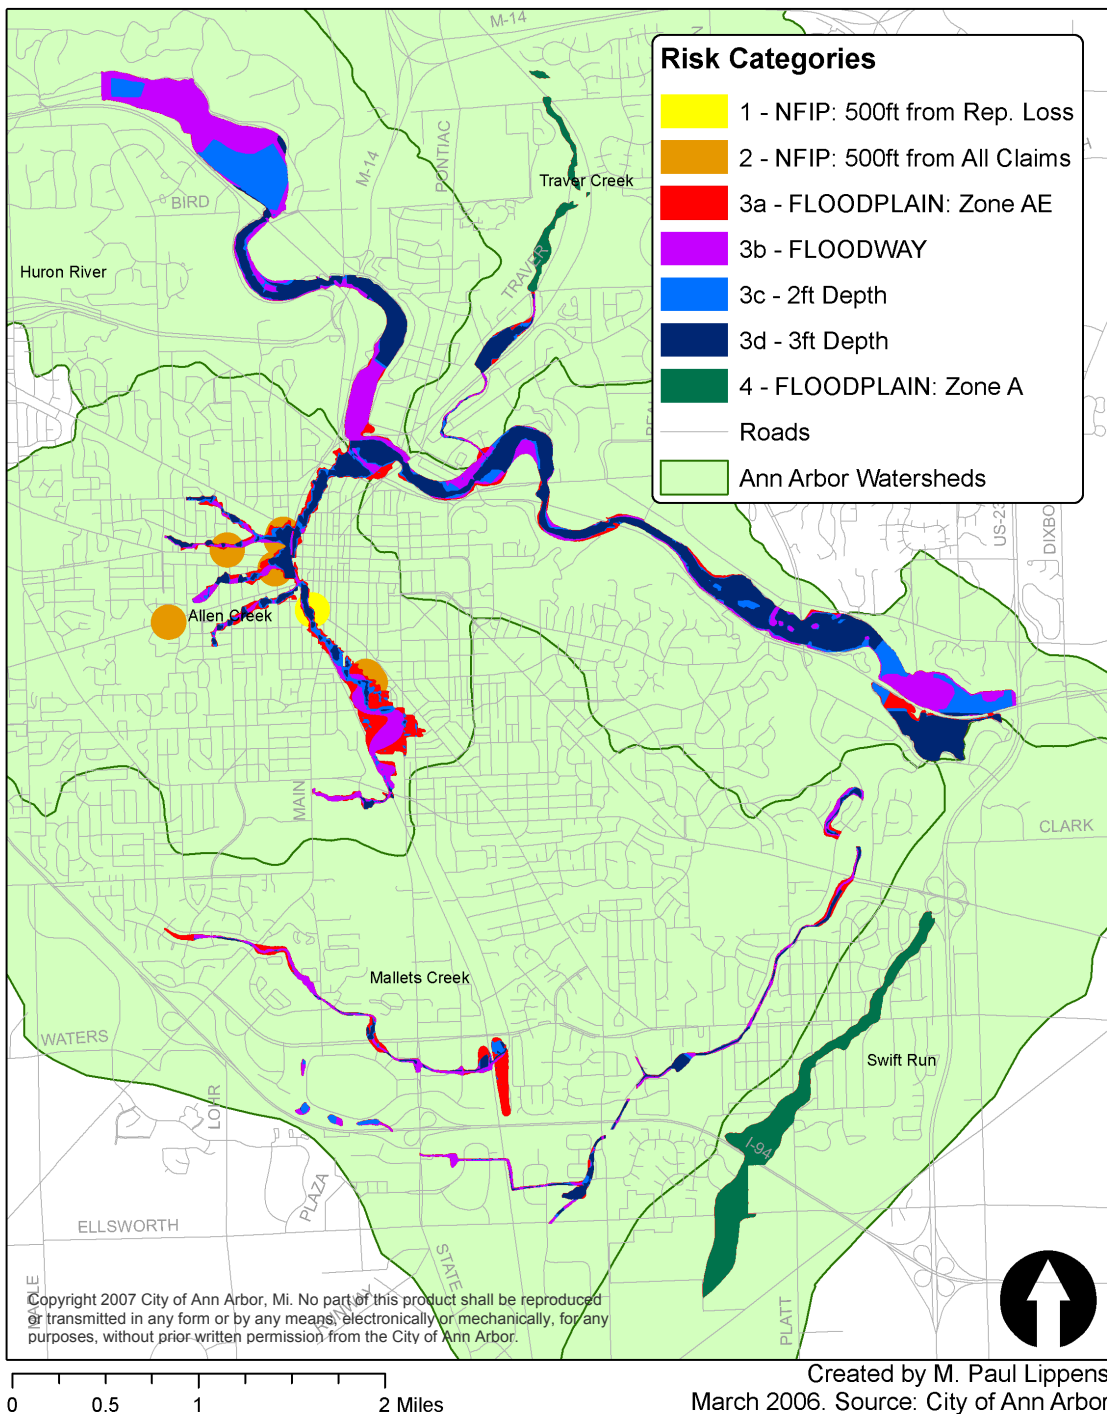 M-14
N
Risk Categories
1 - NFIP: 500ft from Rep. Loss
2 - NFIP: 500ft from All Claims
3a - FLOODPLAIN: Zone AE
3b - FLOODWAY
3c - 2ft Depth
3d - 3ft Depth
4 - FLOODPLAIN: Zone A
Roads
Ann Arbor Watersheds
H
M-14
PONTIAC
Traver Creek
BIRD
Huron River
TRAVER
US-23
DIXBO
Allen Creek
MAIN
CLARK
Mallets Creek
WATERS
Swift Run
LOHR
I-94
PLAZA
ELLSWORTH
STATE
MAPLE
RUNWAY
PLATT
Copyright 2007 City of Ann Arbor, Mi. No part of this product shall be reproduced
or transmitted in any form or by any means, electronically or mechanically, for any
purposes, without prior written permission from the City of Ann Arbor.
0 0.5 1 2 Miles
Created by M. Paul Lippens
March 2006. Source: City of Ann Arbor